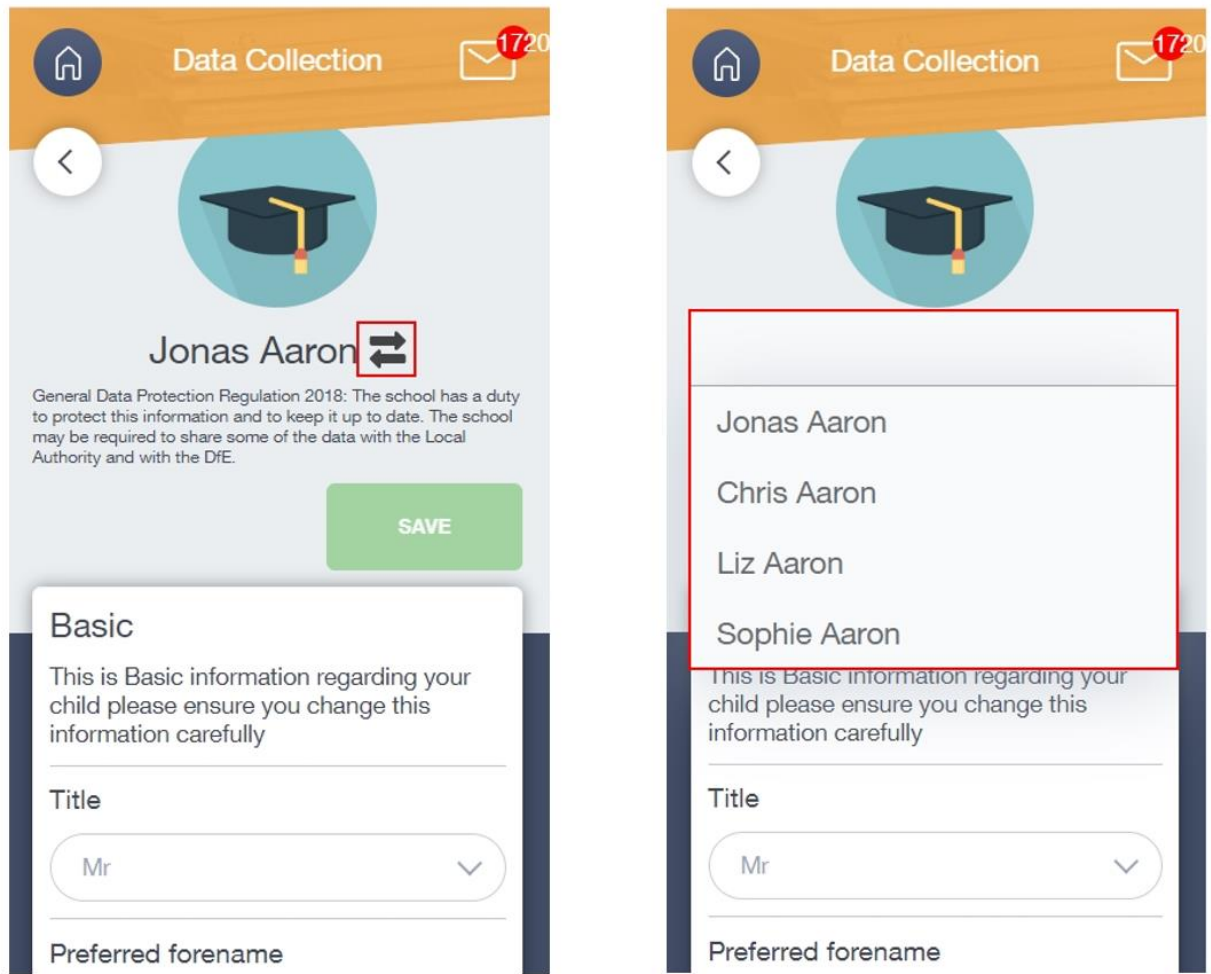 Data Collection
1720
Jonas Aaron
General Data Protection Regulation 2018: The school has a duty
to protect this information and to keep it up to date. The school
may be required to share some of the data with the Local
Authority and with the DfE.
SAVE
Basic
This is Basic information regarding your
child please ensure you change this
information carefully
Title
Mr
Preferred forename
Data Collection
1720
Jonas Aaron
Chris Aaron
Liz Aaron
Sophie Aaron
This is Basic information regarding your
child please ensure you change this
information carefully
Title
Mr
Preferred forename